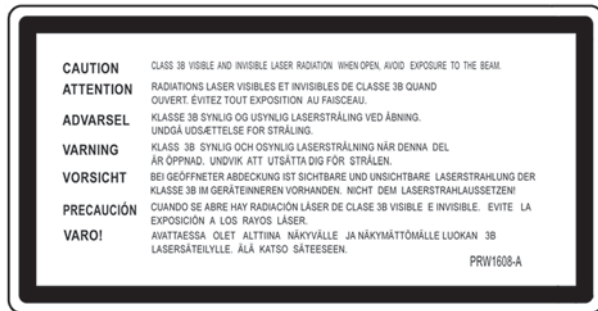 CAUTION CLASS 3B VISIBLE AND INVISIBLE LASER RADIATION WHEN OPEN, AVOID EXPOSURE TO THE BEAM.
ATTENTION RADIATIONS LASER VISIBLES ET INVISIBLES DE CLASSE 3B QUAND
OUVERT. ÉVITEZ TOUT EXPOSITION AU FAISCEAU.
ADVARSEL KLASSE 3B SYNLIG OG USYNLIG LASERSTRÅLING VED ÅBNING.
UNDGÅ UDSÆTTELSE FOR STRÅLING.
VARNING KLASS 3B SYNLIG OCH OSYNLIG LASERSTRÅLNING NÄR DENNA DEL
ÄR ÖPPNAD. UNDVIK ATT UTSÄTTA DIG FÖR STRÅLEN.
VORSICHT BEI GEÖFFNETER ABDECKUNG IST SICHTBARE UND UNSICHTBARE LASERSTRAHLUNG DER
KLASSE 3B IM GERÄTEINNEREN VORHANDEN. NICHT DEM LASERSTRAHLAUSSETZEN!
PRECAUCIÓN CUANDO SE ABRE HAY RADIACIÓN LÁSER DE CLASE 3B VISIBLE E INVISIBLE. EVITE LA
EXPOSICIÓN A LOS RAYOS LÁSER.
VARO! AVATTAESSA OLET ALTTIINA NÄKYVÄLLE JA NÄKYMÄTTÖMÄLLE LUOKAN 3B
LASERSÄTEILYLLE. ÄLÄ KATSO SÄTEESEEN.
PRW1608-A